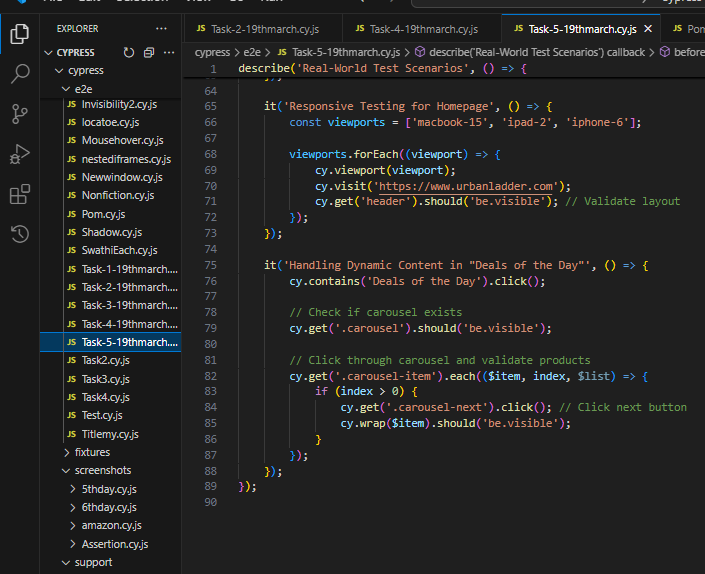 EXPLORER
CYPRESS
cypress
e2e
Invisibility2.cy.js
locatoe.cy.js
Mousehover.cy.js
nestediframes.cy.js
Newwindow.cy.js
Nonfiction.cy.js
Pom.cy.js
Shadow.cy.js
SwathiEach.cy.js
Task-1-19thmarch....
Task-2-19thmarch....
Task-3-19thmarch....
Task-4-19thmarch....
Task-5-19thmarch....
Task2.cy.js
Task3.cy.js
Task4.cy.js
Test.cy.js
Titlemy.cy.js
fixtures
screenshots
5thday.cy.js
6thday.cy.js
amazon.cy.js
Assertion.cy.js
support
JS Task-2-19thmarch.cy.js
JS Task-4-19thmarch.cy.js
JS Task-5-19thmarch.cy.js
JS Pom
cypress > e2e > JS Task-5-19thmarch.cy.js > describe('Real-World Test Scenarios') callback > before
1 describe('Real-World Test Scenarios', () => {
64
65 it('Responsive Testing for Homepage', () => {
66 const viewports = ['macbook-15', 'ipad-2', 'iphone-6'];
67
68 viewports.forEach((viewport) => {
69 cy.viewport(viewport);
70 cy.visit('https://www.urbanladder.com');
71 cy.get('header').should('be.visible'); // Validate layout
72 });
73 });
74
75 it('Handling Dynamic Content in "Deals of the Day"', () => {
76 cy.contains('Deals of the Day').click();
77
78 // Check if carousel exists
79 cy.get('.carousel').should('be.visible');
80
81 // Click through carousel and validate products
82 cy.get('.carousel-item').each(($item, index, $list) => {
83 if (index > 0) {
84 cy.get('.carousel-next').click(); // Click next button
85 cy.wrap($item).should('be.visible');
86 }
87 });
88 });
89 });
90